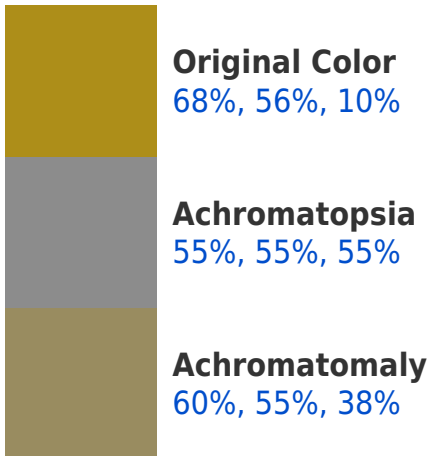 Original Color
68%, 56%, 10%
Achromatopsia
55%, 55%, 55%
Achromatomaly
60%, 55%, 38%